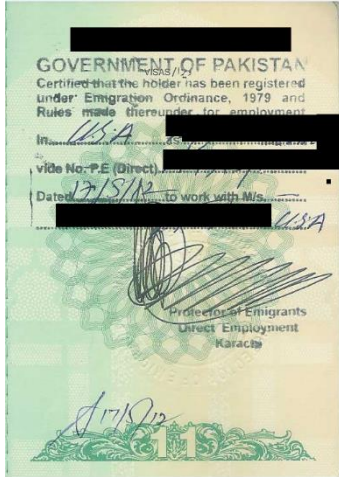 GOVERNMENT OF PAKISTAN
VISAS/12
Certified that the holder has been registered
under Emigration Ordinance, 1979 and
Rules made thereunder for employment
In USA as
vide No. P.E (Direct)
Dated 17/5/12 to work with M/s. —
U.S.A
Protector of Emigrants
Direct Employment
Karachi
17/5/12
11